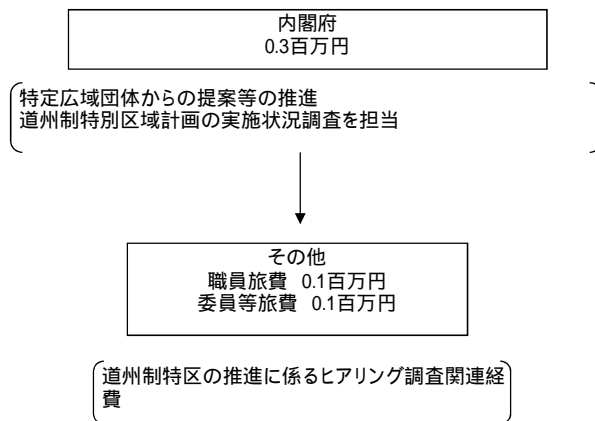 内閣府
0.3百万円
特定広域団体からの提案等の推進
道州制特別区域計画の実施状況調査を担当
その他
職員旅費 0.1百万円
委員等旅費 0.1百万円
道州制特区の推進に係るヒアリング調査関連経
費